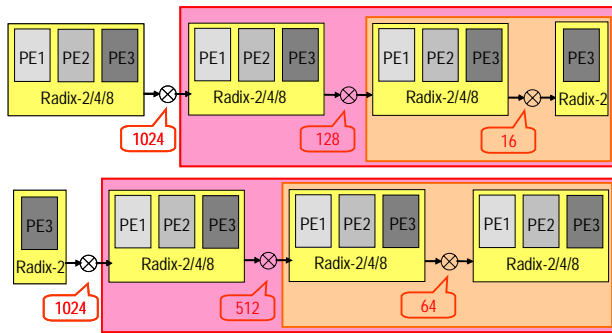 PE1 PE2 PE3 PE1 PE2 PE3 PE1 PE2 PE3 PE3
Radix-2/4/8 Radix-2/4/8 Radix-2/4/8 Radix-2
1024 128 16
PE3 PE1 PE2 PE3 PE1 PE2 PE3 PE1 PE2 PE3
Radix-2 Radix-2/4/8 Radix-2/4/8 Radix-2/4/8
1024 512 64